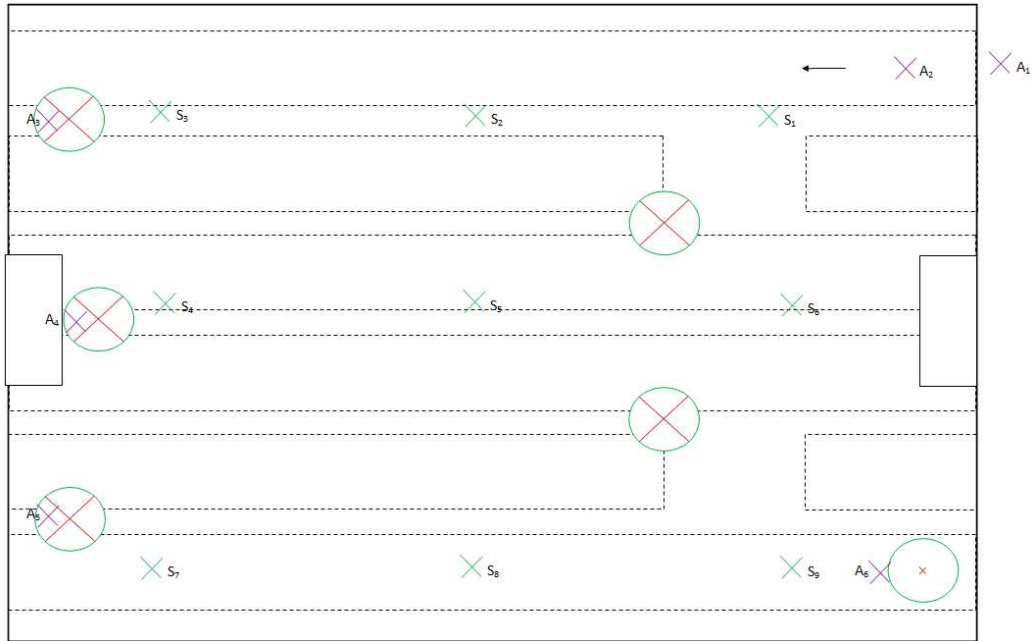 A₂ A₁
A₃ S₃ S₂ S₁
A₄ S₄ S₅ S₆
A₅
S₇ S₈ S₉ A₆